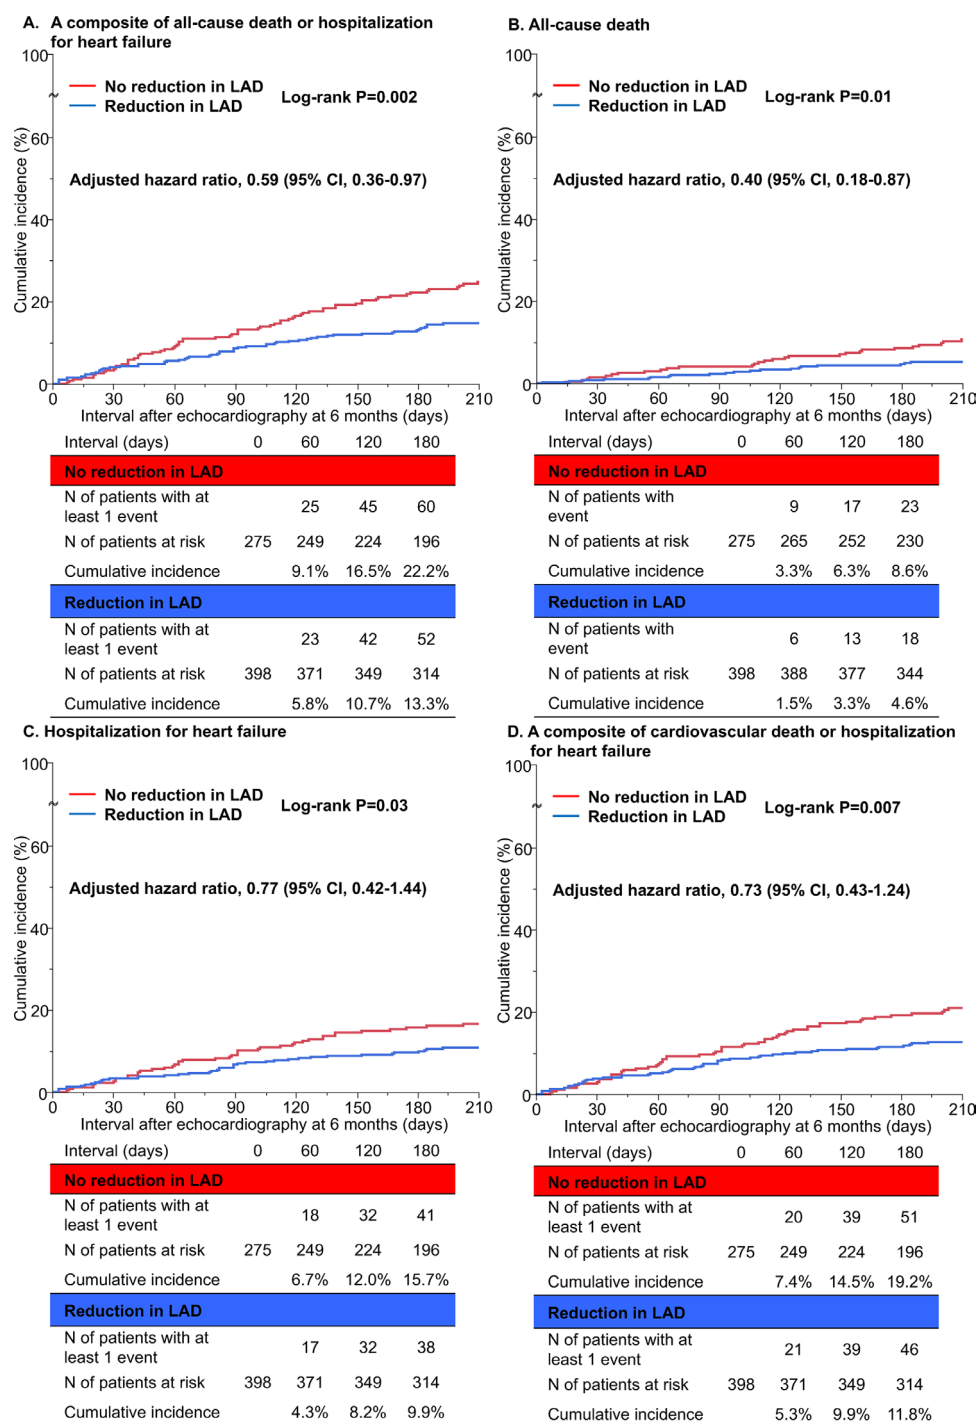 A. A composite of all-cause death or hospitalization
for heart failure
100
60
40
20
0
Cumulative incidence (%)
No reduction in LAD
Reduction in LAD
Log-rank P=0.002
Adjusted hazard ratio, 0.59 (95% CI, 0.36-0.97)
0 30 60 90 120 150 180 210
Interval after echocardiography at 6 months (days)
Interval (days) 0 60 120 180
No reduction in LAD
N of patients with at
least 1 event 25 45 60
N of patients at risk 275 249 224 196
Cumulative incidence 9.1% 16.5% 22.2%
Reduction in LAD
N of patients with at
least 1 event 23 42 52
N of patients at risk 398 371 349 314
Cumulative incidence 5.8% 10.7% 13.3%
B. All-cause death
100
60
40
20
0
Cumulative incidence (%)
No reduction in LAD
Reduction in LAD
Log-rank P=0.01
Adjusted hazard ratio, 0.40 (95% CI, 0.18-0.87)
0 30 60 90 120 150 180 210
Interval after echocardiography at 6 months (days)
Interval (days) 0 60 120 180
No reduction in LAD
N of patients with
event 9 17 23
N of patients at risk 275 265 252 230
Cumulative incidence 3.3% 6.3% 8.6%
Reduction in LAD
N of patients with
event 6 13 18
N of patients at risk 398 388 377 344
Cumulative incidence 1.5% 3.3% 4.6%
C. Hospitalization for heart failure
100
60
40
20
0
Cumulative incidence (%)
No reduction in LAD
Reduction in LAD
Log-rank P=0.03
Adjusted hazard ratio, 0.77 (95% CI, 0.42-1.44)
0 30 60 90 120 150 180 210
Interval after echocardiography at 6 months (days)
Interval (days) 0 60 120 180
No reduction in LAD
N of patients with at
least 1 event 18 32 41
N of patients at risk 275 249 224 196
Cumulative incidence 6.7% 12.0% 15.7%
Reduction in LAD
N of patients with at
least 1 event 17 32 38
N of patients at risk 398 371 349 314
Cumulative incidence 4.3% 8.2% 9.9%
D. A composite of cardiovascular death or hospitalization
for heart failure
100
60
40
20
0
Cumulative incidence (%)
No reduction in LAD
Reduction in LAD
Log-rank P=0.007
Adjusted hazard ratio, 0.73 (95% CI, 0.43-1.24)
0 30 60 90 120 150 180 210
Interval after echocardiography at 6 months (days)
Interval (days) 0 60 120 180
No reduction in LAD
N of patients with at
least 1 event 20 39 51
N of patients at risk 275 249 224 196
Cumulative incidence 7.4% 14.5% 19.2%
Reduction in LAD
N of patients with at
least 1 event 21 39 46
N of patients at risk 398 371 349 314
Cumulative incidence 5.3% 9.9% 11.8%